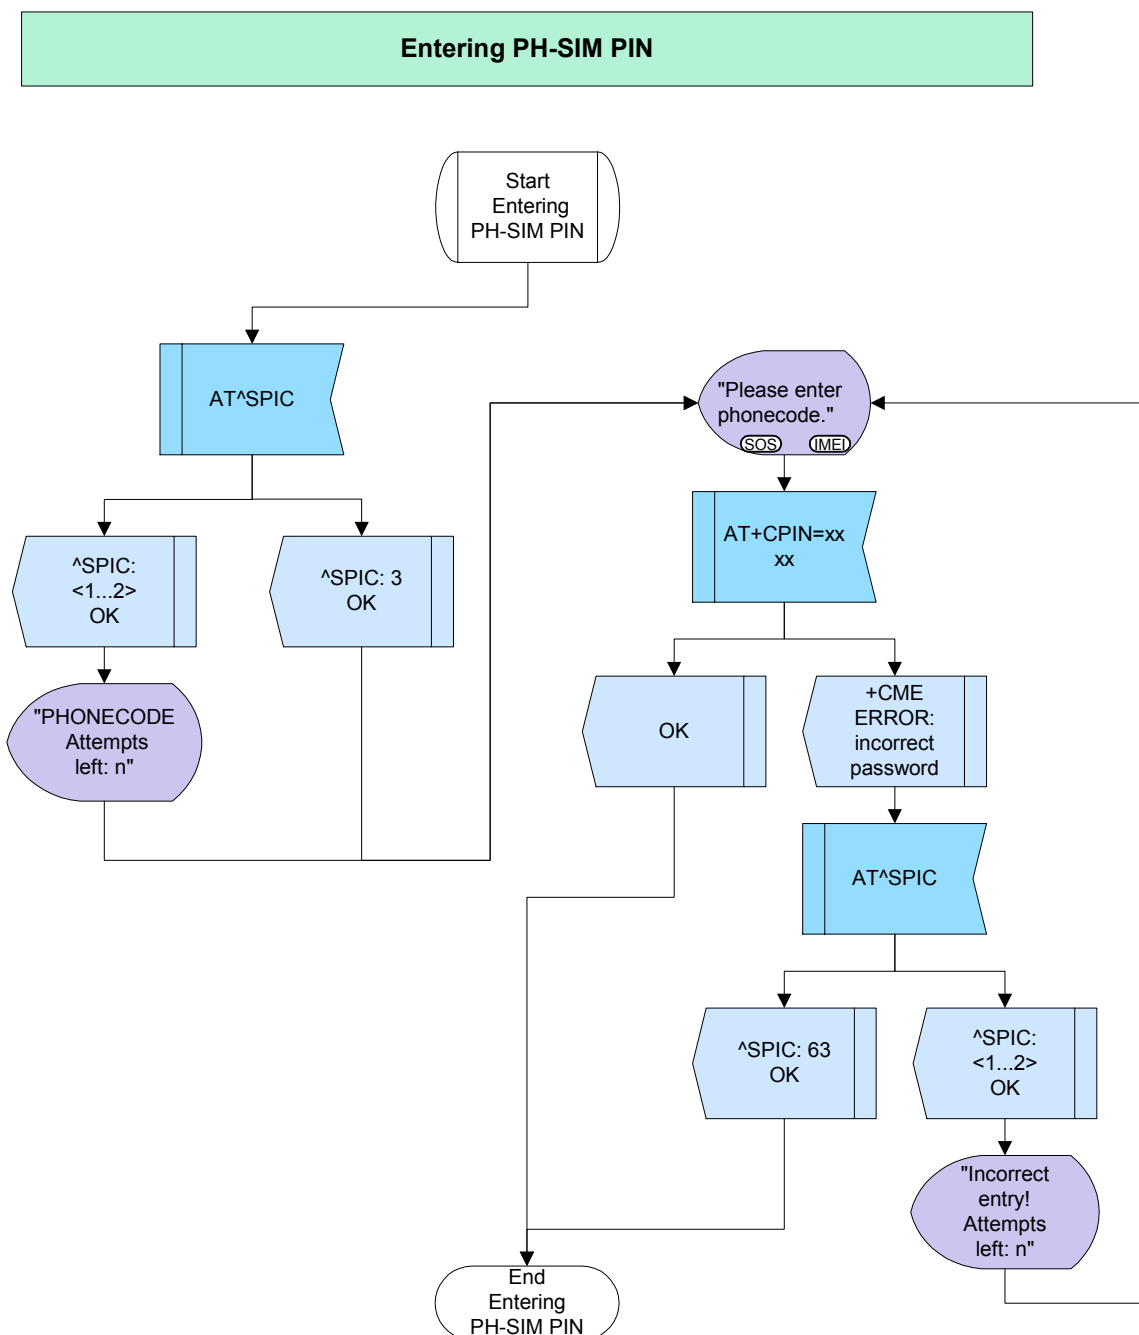 Entering PH-SIM PIN
Start
Entering
PH-SIM PIN
AT^SPIC
^SPIC:
<1...2>
OK
^SPIC: 3
OK
"PHONECODE
Attempts
left: n"
"Please enter
phonecode."
SOS
IMEI
AT+CPIN=xx
xx
OK
+CME
ERROR:
incorrect
password
AT^SPIC
^SPIC: 63
OK
^SPIC:
<1...2>
OK
"Incorrect
entry!
Attempts
left: n"
End
Entering
PH-SIM PIN